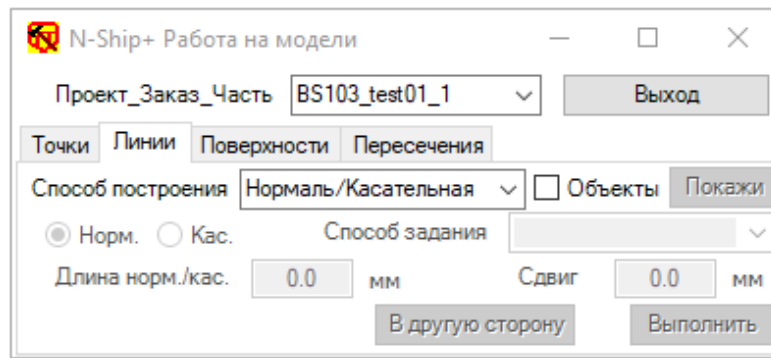 N-Ship+ Работа на модели
Проект_Заказ_Часть BS103_test01_1 Выход
Точки Линии Поверхности Пересечения
Способ построения Нормаль/Касательная Объекты Покажи
Норм. Кас. Способ задания
Длина норм./кас. 0.0 мм Сдвиг 0.0 мм
В другую сторону Выполнить